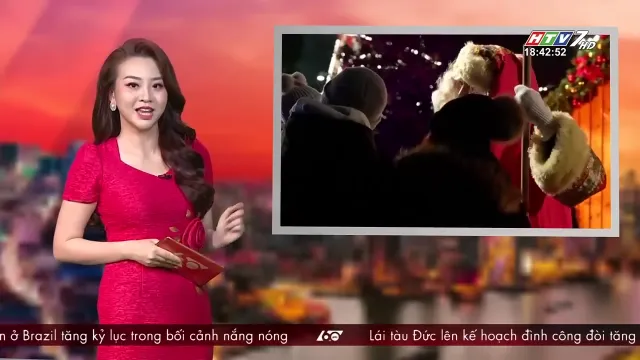 HTV7 HD
18:42:52
n ở Brazil tăng kỷ lục trong bối cảnh nắng nóng
60
Lái tàu Đức lên kế hoạch đình công đòi tăng